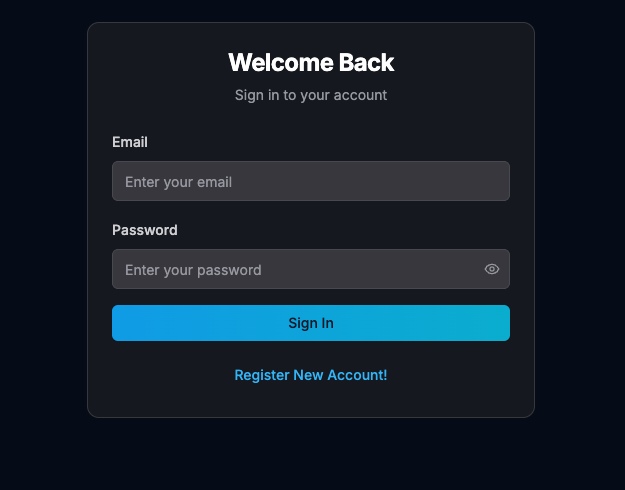 Welcome Back
Sign in to your account
Email
Enter your email
Password
Enter your password
Sign In
Register New Account!